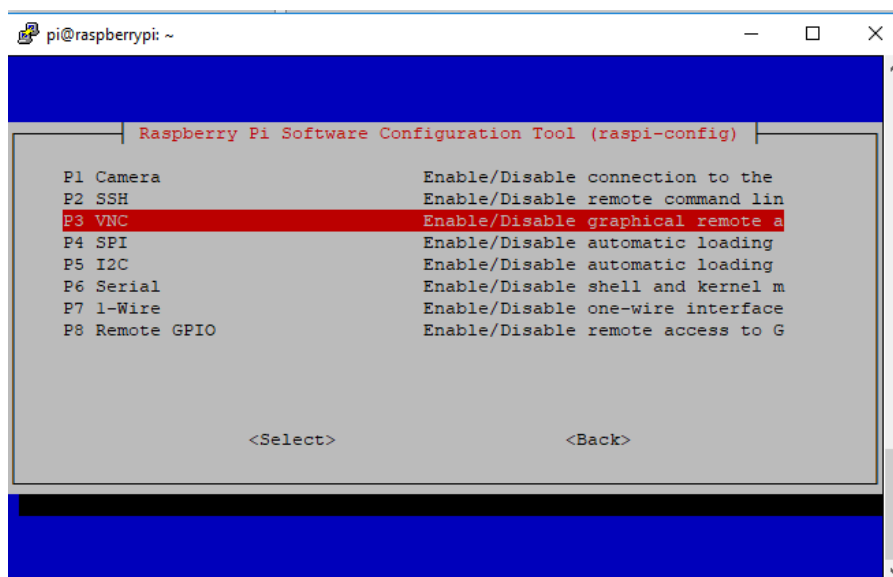 pi@raspberrypi: ~
Raspberry Pi Software Configuration Tool (raspi-config)
P1 Camera Enable/Disable connection to the
P2 SSH Enable/Disable remote command lin
P3 VNC Enable/Disable graphical remote a
P4 SPI Enable/Disable automatic loading
P5 I2C Enable/Disable automatic loading
P6 Serial Enable/Disable shell and kernel m
P7 1-Wire Enable/Disable one-wire interface
P8 Remote GPIO Enable/Disable remote access to G
<Select> <Back>